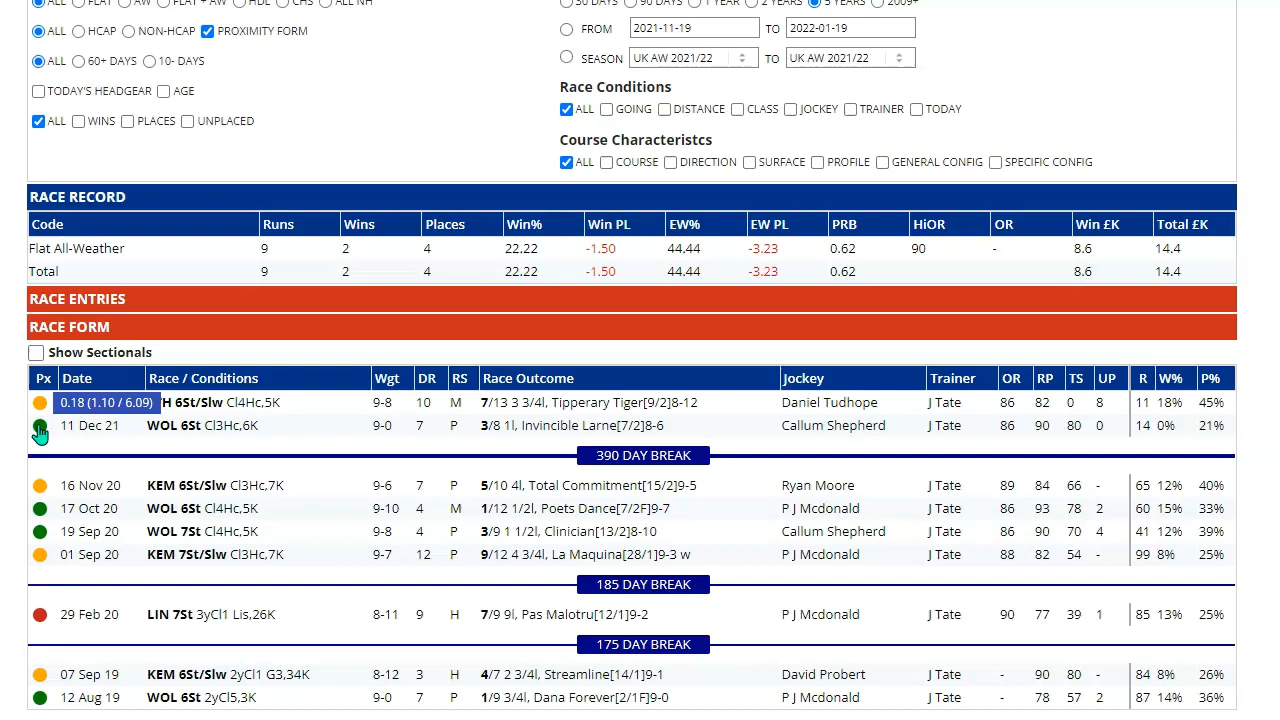 ALL FLAT AW FLAT + AW HDL CHS ALL NH
ALL HCAP NON-HCAP PROXIMITY FORM
ALL 60+ DAYS 10- DAYS
TODAY'S HEADGEAR AGE
ALL WINS PLACES UNPLACED
30 DAYS 90 DAYS 1 YEAR 2 YEARS 5 YEARS 2009+
FROM 2021-11-19 TO 2022-01-19
SEASON UK AW 2021/22 TO UK AW 2021/22
Race Conditions
ALL GOING DISTANCE CLASS JOCKEY TRAINER TODAY
Course Characteristcs
ALL COURSE DIRECTION SURFACE PROFILE GENERAL CONFIG SPECIFIC CONFIG
RACE RECORD
Code Runs Wins Places Win% Win PL EW% EW PL PRB HiOR OR Win £K Total £K
Flat All-Weather 9 2 4 22.22 -1.50 44.44 -3.23 0.62 90 - 8.6 14.4
Total 9 2 4 22.22 -1.50 44.44 -3.23 0.62 8.6 14.4
RACE ENTRIES
RACE FORM
Show Sectionals
Px Date Race / Conditions Wgt DR RS Race Outcome Jockey Trainer OR RP TS UP R W% P%
0.18 (1.10 / 6.09) TH 6St/Slw Cl4Hc,5K 9-8 10 M 7/13 3 3/4l, Tipperary Tiger[9/2]8-12 Daniel Tudhope J Tate 86 82 0 8 11 18% 45%
11 Dec 21 WOL 6St Cl3Hc,6K 9-0 7 P 3/8 1l, Invincible Larne[7/2]8-6 Callum Shepherd J Tate 86 90 80 0 14 0% 21%
390 DAY BREAK
16 Nov 20 KEM 6St/Slw Cl3Hc,7K 9-6 7 P 5/10 4l, Total Commitment[15/2]9-5 Ryan Moore J Tate 89 84 66 - 65 12% 40%
17 Oct 20 WOL 6St Cl4Hc,5K 9-10 4 M 1/12 1/2l, Poets Dance[7/2F]9-7 P J Mcdonald J Tate 86 93 78 2 60 15% 33%
19 Sep 20 WOL 7St Cl4Hc,5K 9-8 4 P 3/9 1 1/2l, Clinician[13/2]8-10 Callum Shepherd J Tate 86 90 70 4 41 12% 39%
01 Sep 20 KEM 7St/Slw Cl3Hc,7K 9-7 12 P 9/12 4 3/4l, La Maquina[28/1]9-3 w P J Mcdonald J Tate 88 82 54 - 99 8% 25%
185 DAY BREAK
29 Feb 20 LIN 7St 3yCl1 Lis,26K 8-11 9 H 7/9 9l, Pas Malotru[12/1]9-2 P J Mcdonald J Tate 90 77 39 1 85 13% 25%
175 DAY BREAK
07 Sep 19 KEM 6St/Slw 2yCl1 G3,34K 8-12 3 H 4/7 2 3/4l, Streamline[14/1]9-1 David Probert J Tate - 90 80 - 84 8% 26%
12 Aug 19 WOL 6St 2yCl5,3K 9-0 7 P 1/9 3/4l, Dana Forever[2/1F]9-0 P J Mcdonald J Tate - 78 57 2 87 14% 36%